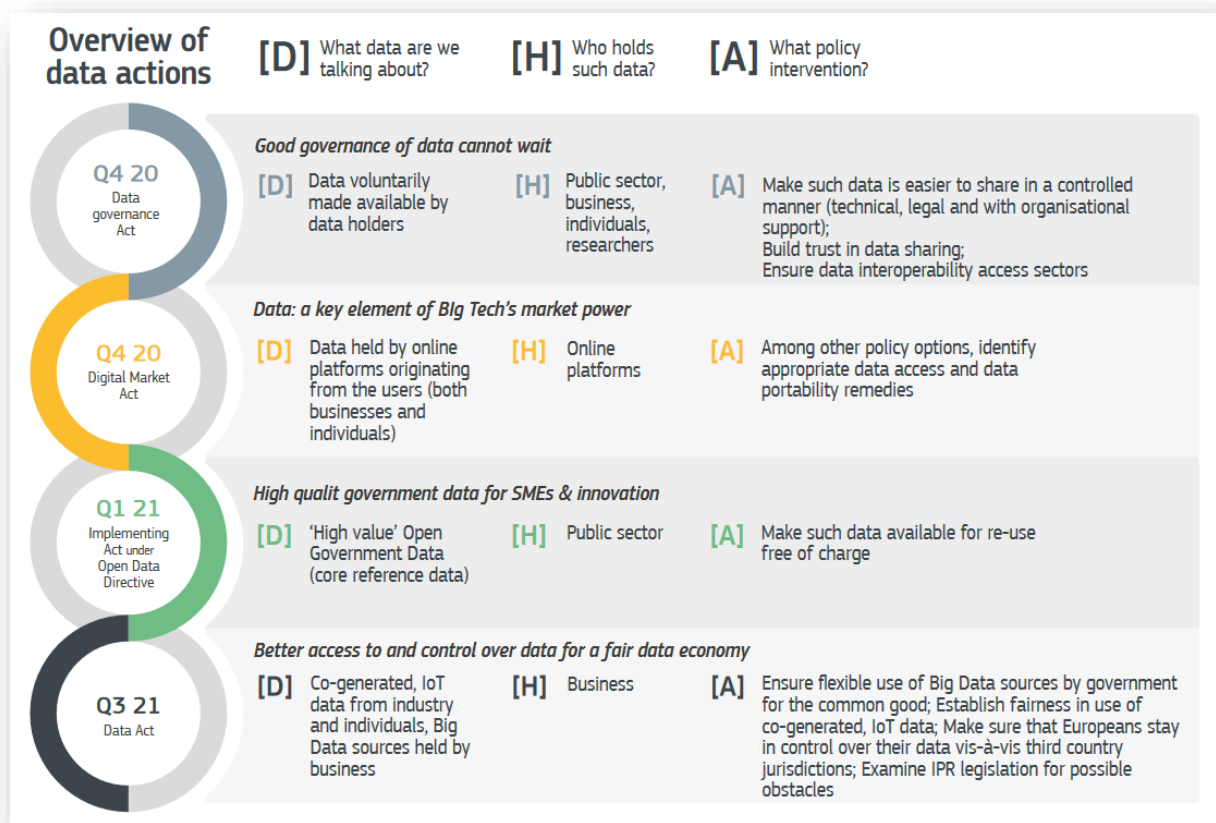 Overview of
data actions
[D] What data are we
talking about?
[H] Who holds
such data?
[A] What policy
intervention?
Q4 20
Data
governance
Act
Good governance of data cannot wait
[D] Data voluntarily
made available by
data holders
[H] Public sector,
business,
individuals,
researchers
[A] Make such data is easier to share in a controlled
manner (technical, legal and with organisational
support);
Build trust in data sharing;
Ensure data interoperability access sectors
Q4 20
Digital Market
Act
Data: a key element of BIg Tech's market power
[D] Data held by online
platforms originating
from the users (both
businesses and
individuals)
[H] Online
platforms
[A] Among other policy options, identify
appropriate data access and data
portability remedies
Q1 21
Implementing
Act under
Open Data
Directive
High qualit government data for SMEs & innovation
[D] ‘High value’ Open
Government Data
(core reference data)
[H] Public sector
[A] Make such data available for re-use
free of charge
Q3 21
Data Act
Better access to and control over data for a fair data economy
[D] Co-generated, IoT
data from industry
and individuals, Big
Data sources held by
business
[H] Business
[A] Ensure flexible use of Big Data sources by government
for the common good; Establish fairness in use of
co-generated, IoT data; Make sure that Europeans stay
in control over their data vis-à-vis third country
jurisdictions; Examine IPR legislation for possible
obstacles